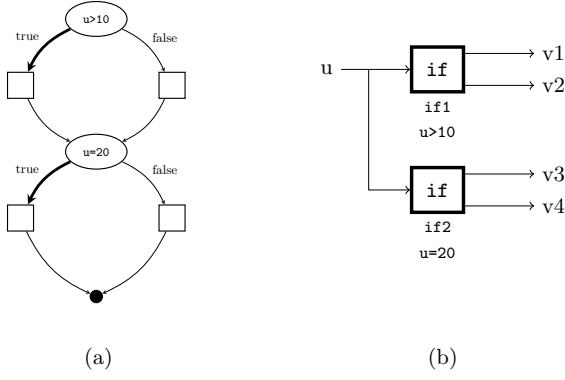 u>10
true
false
u=20
true
false
(a)
u
if
v1
v2
if1
u>10
if
v3
v4
if2
u=20
(b)